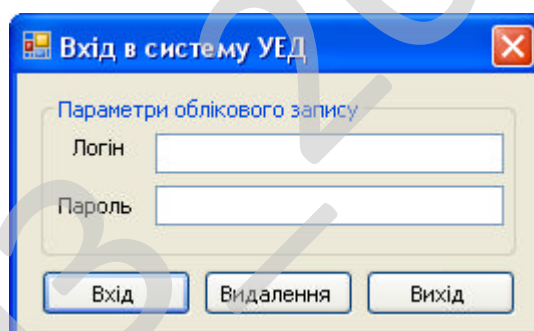 Вхід в систему УЕД
Параметри облікового запису
Логін
Пароль
Вхід Видалення Вихід